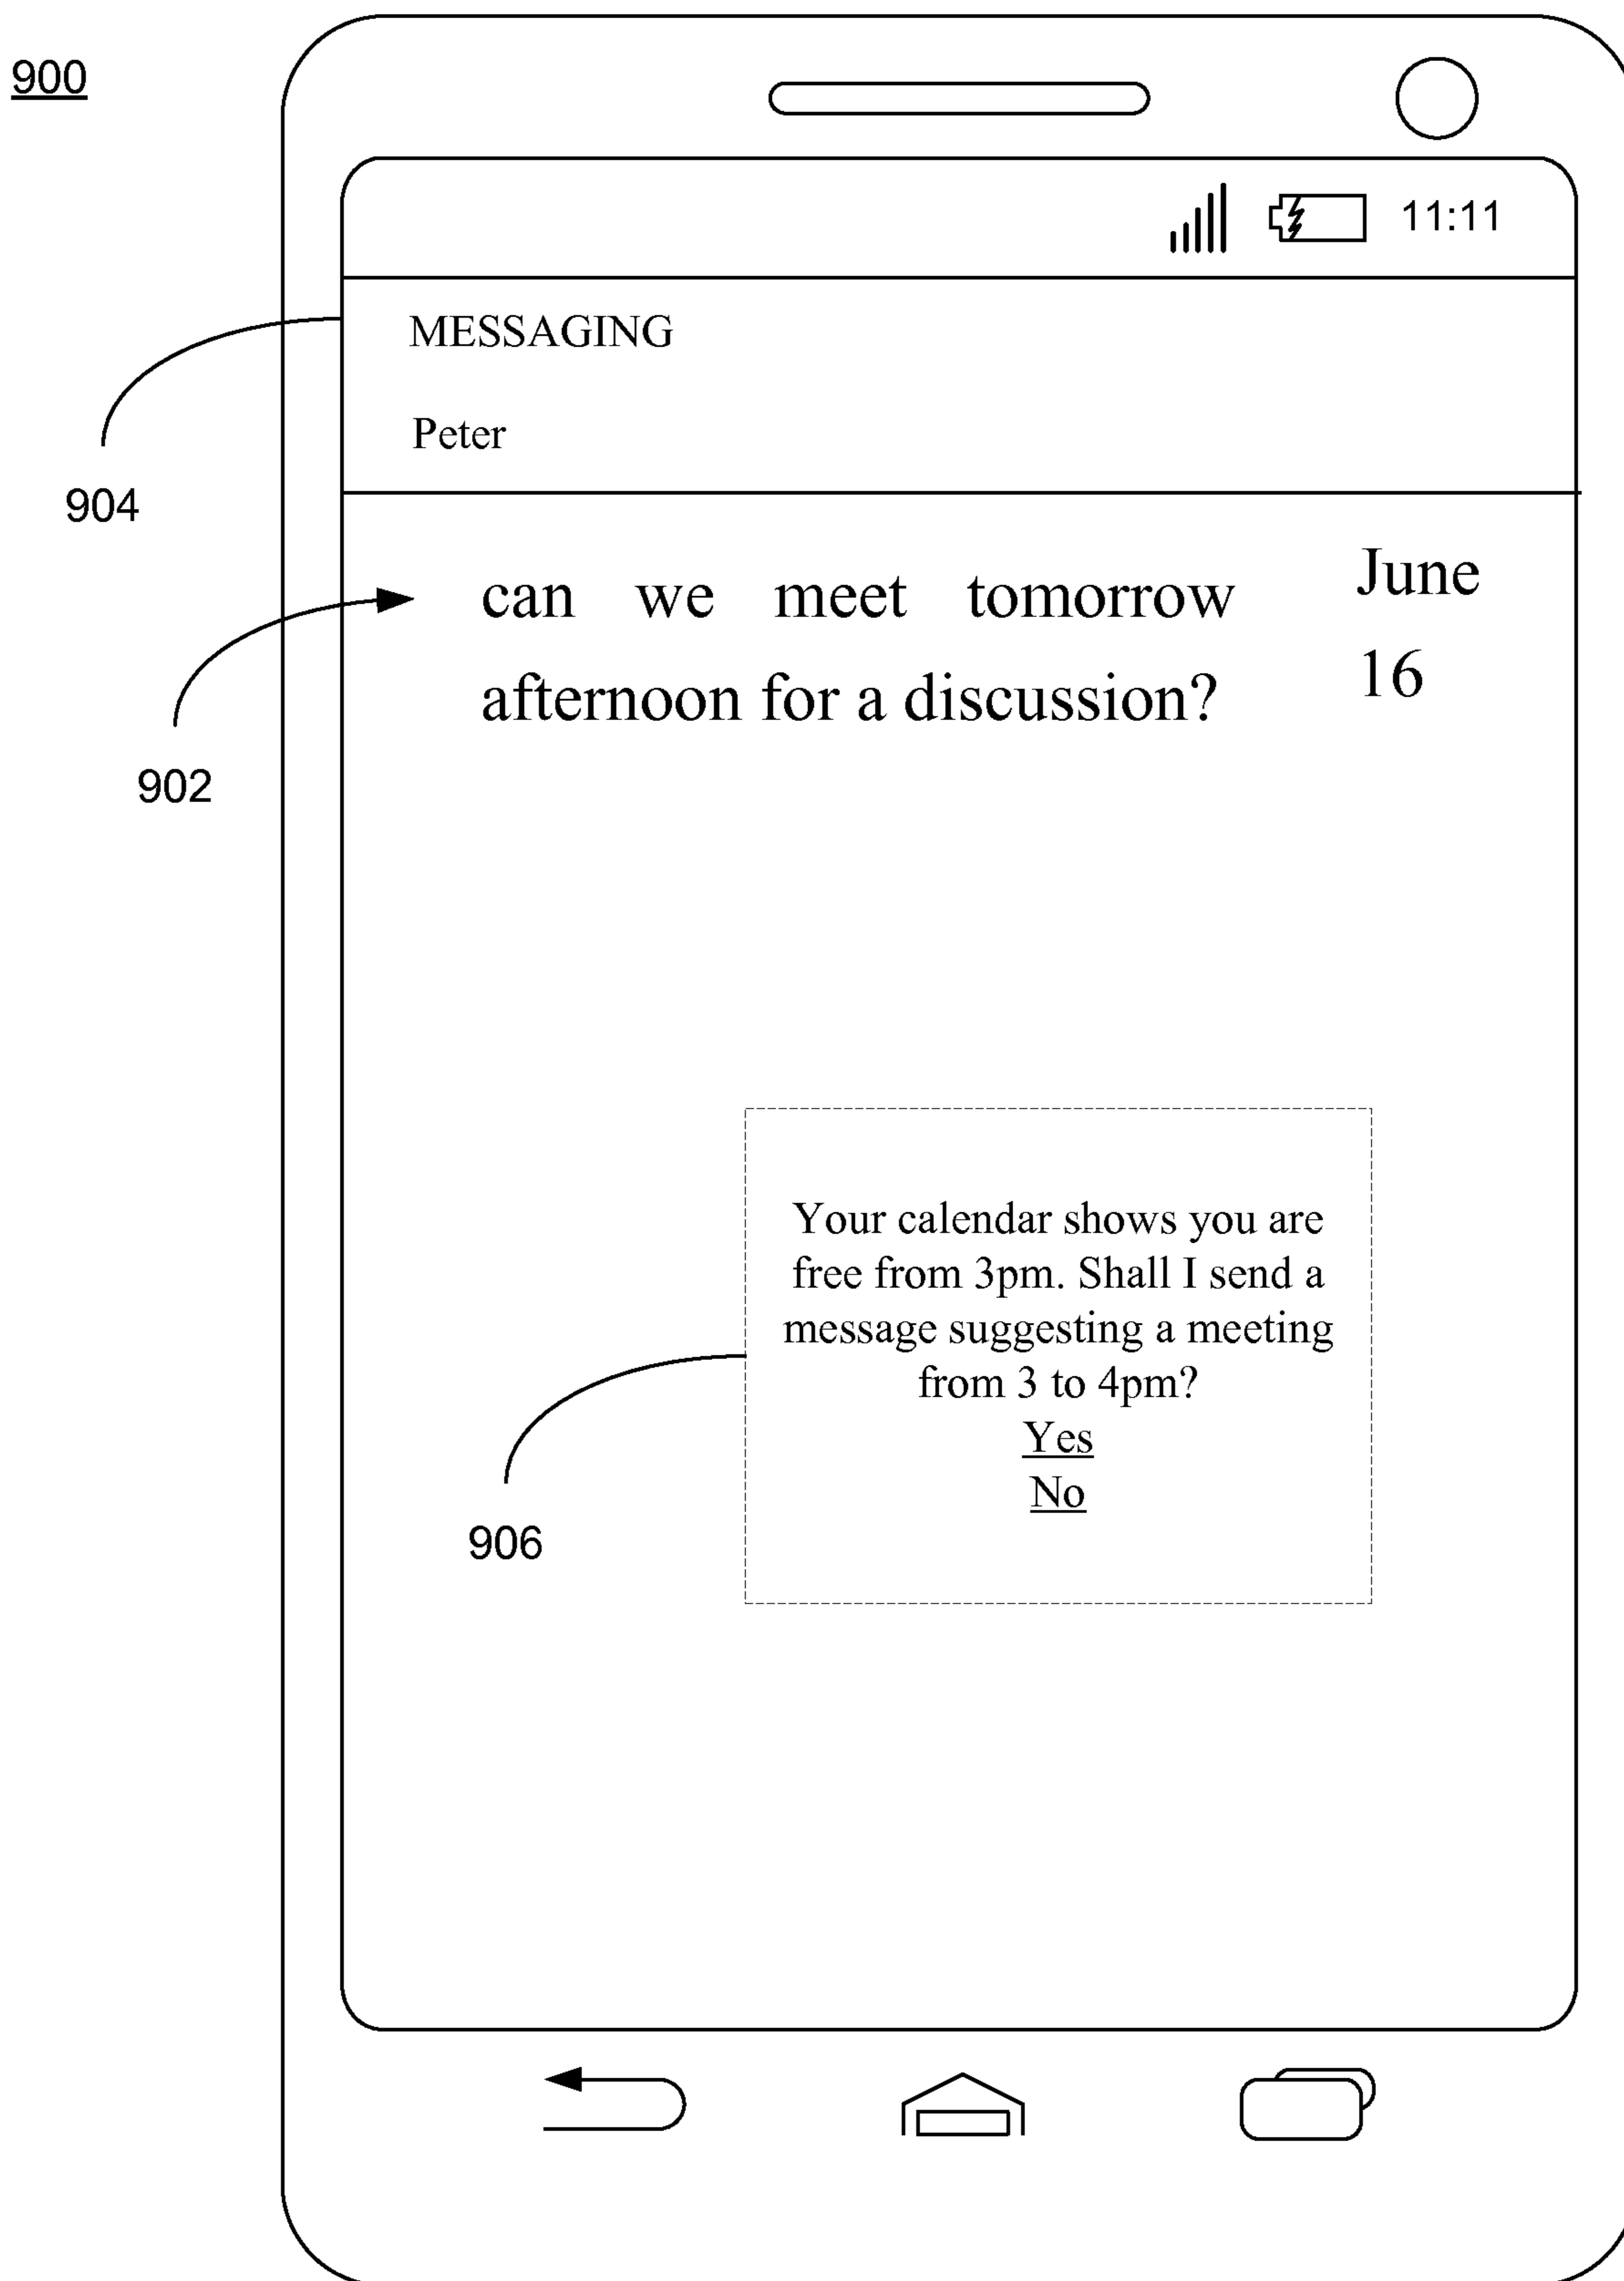 900
11:11
MESSAGING
Peter
904
can we meet tomorrow
afternoon for a discussion?
June
16
902
Your calendar shows you are
free from 3pm. Shall I send a
message suggesting a meeting
from 3 to 4pm?
Yes
No
906